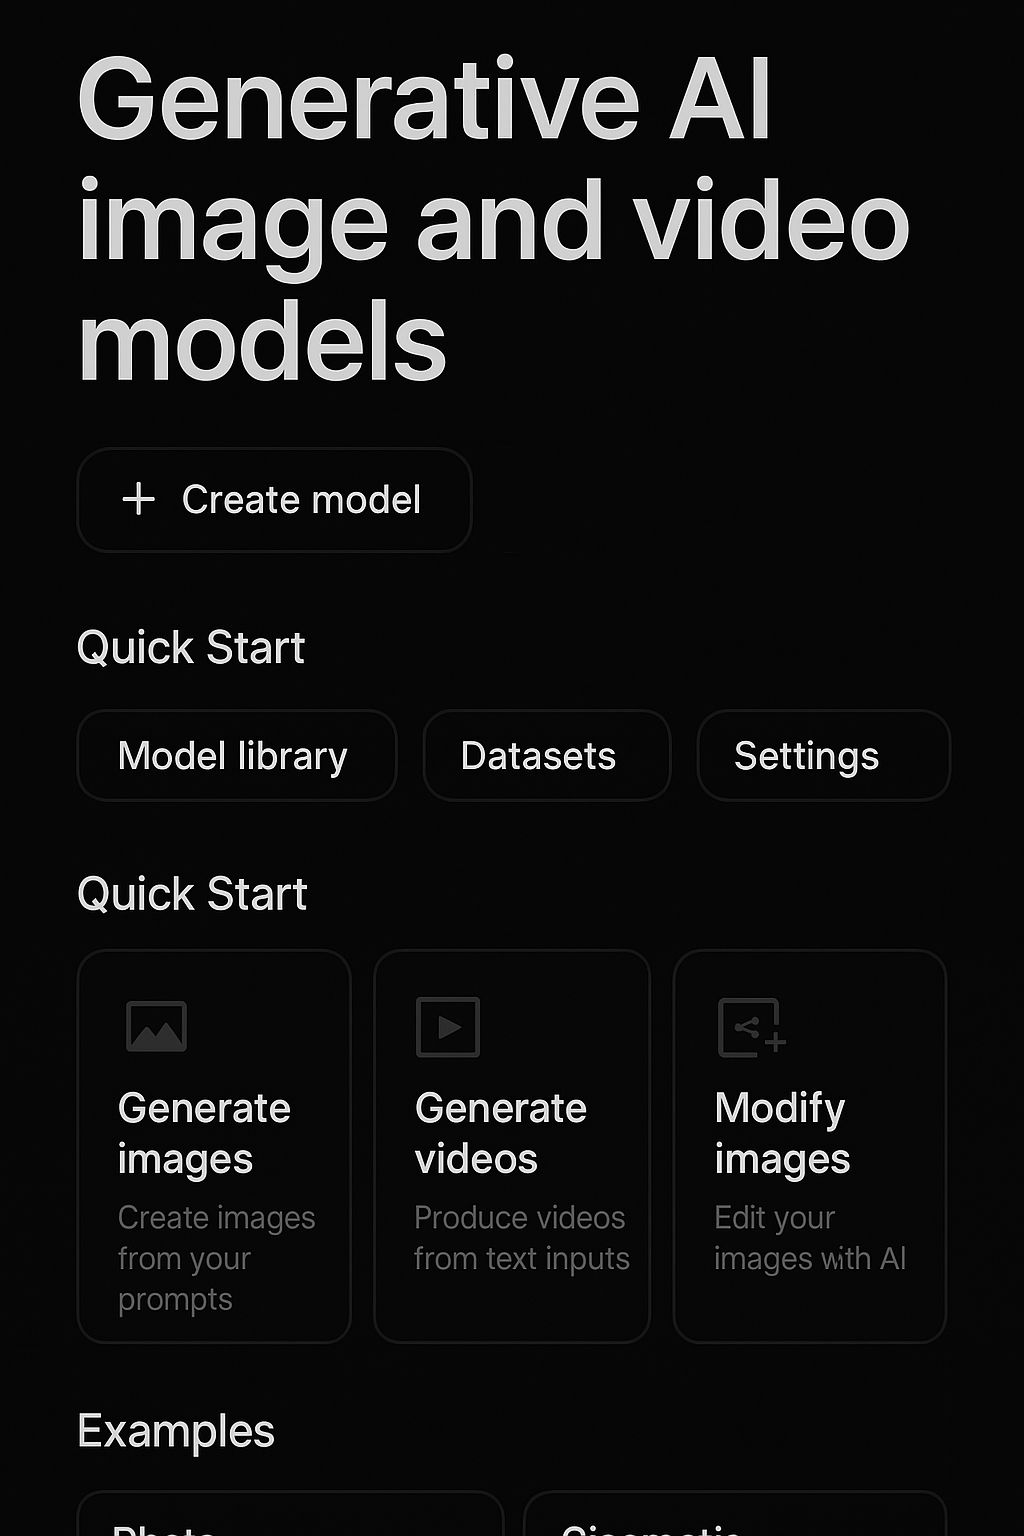 Generative AI
image and video
models
Create model
Quick Start
Model library
Datasets
Settings
Quick Start
Generate
images
Create images
from your
prompts
Generate
videos
Produce videos
from text inputs
Modify
images
Edit your
images with AI
Examples
Photo
Cinematic